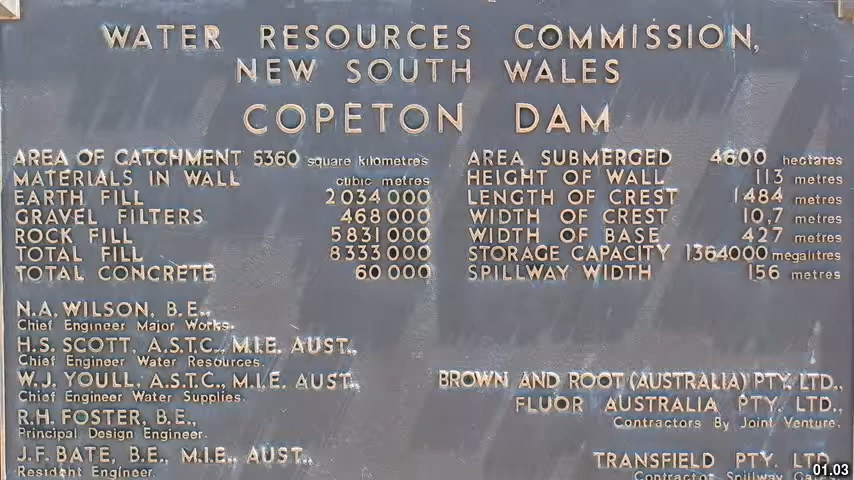 WATER RESOURCES COMMISSION,
NEW SOUTH WALES
COPETON DAM
AREA OF CATCHMENT 5360 square kilometres
MATERIALS IN WALL cubic metres
EARTH FILL 2034000
GRAVEL FILTERS 468000
ROCK FILL 5831000
TOTAL FILL 8333000
TOTAL CONCRETE 60000
AREA SUBMERGED 4600 hectares
HEIGHT OF WALL 113 metres
LENGTH OF CREST 1484 metres
WIDTH OF CREST 10,7 metres
WIDTH OF BASE 427 metres
STORAGE CAPACITY 1364000 megalitres
SPILLWAY WIDTH 156 metres
N.A. WILSON, B.E.,
Chief Engineer Major Works.
H.S. SCOTT, A.S.T.C., M.I.E. AUST.,
Chief Engineer Water Resources.
W.J. YOULL, A.S.T.C., M.I.E. AUST.,
Chief Engineer Water Supplies.
R.H. FOSTER, B.E.,
Principal Design Engineer.
J.F. BATE, B.E., M.I.E., AUST.,
Resident Engineer.
BROWN AND ROOT (AUSTRALIA) PTY. LTD.,
FLUOR AUSTRALIA PTY. LTD.,
Contractors By Joint Venture.
TRANSFIELD PTY. LTD.,
Contractor Spillway Gates.
01.03